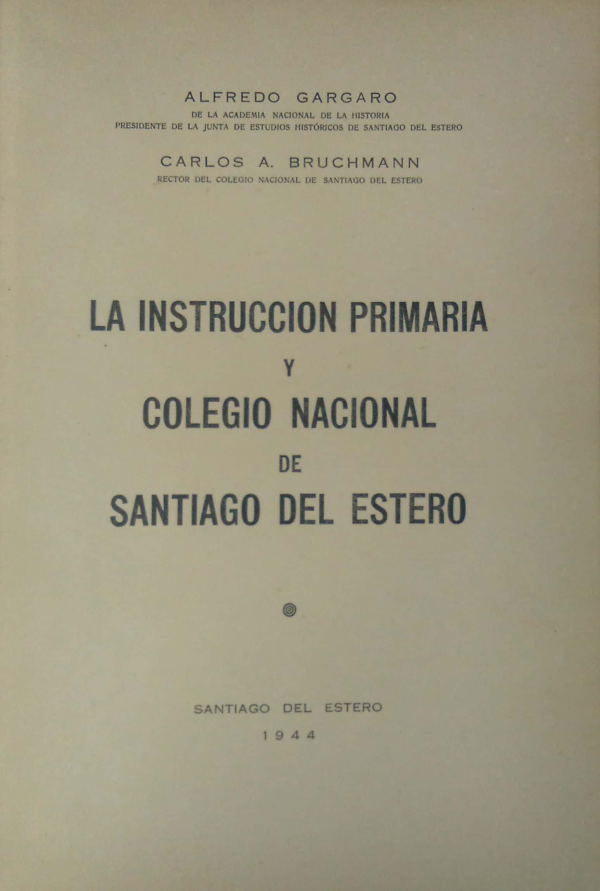 ALFREDO GARGARO
DE LA ACADEMIA NACIONAL DE LA HISTORIA
PRESIDENTE DE LA JUNTA DE ESTUDIOS HISTÓRICOS DE SANTIAGO DEL ESTERO
CARLOS A. BRUCHMANN
RECTOR DEL COLEGIO NACIONAL DE SANTIAGO DEL ESTERO
LA INSTRUCCION PRIMARIA
Y
COLEGIO NACIONAL
DE
SANTIAGO DEL ESTERO
SANTIAGO DEL ESTERO
1944